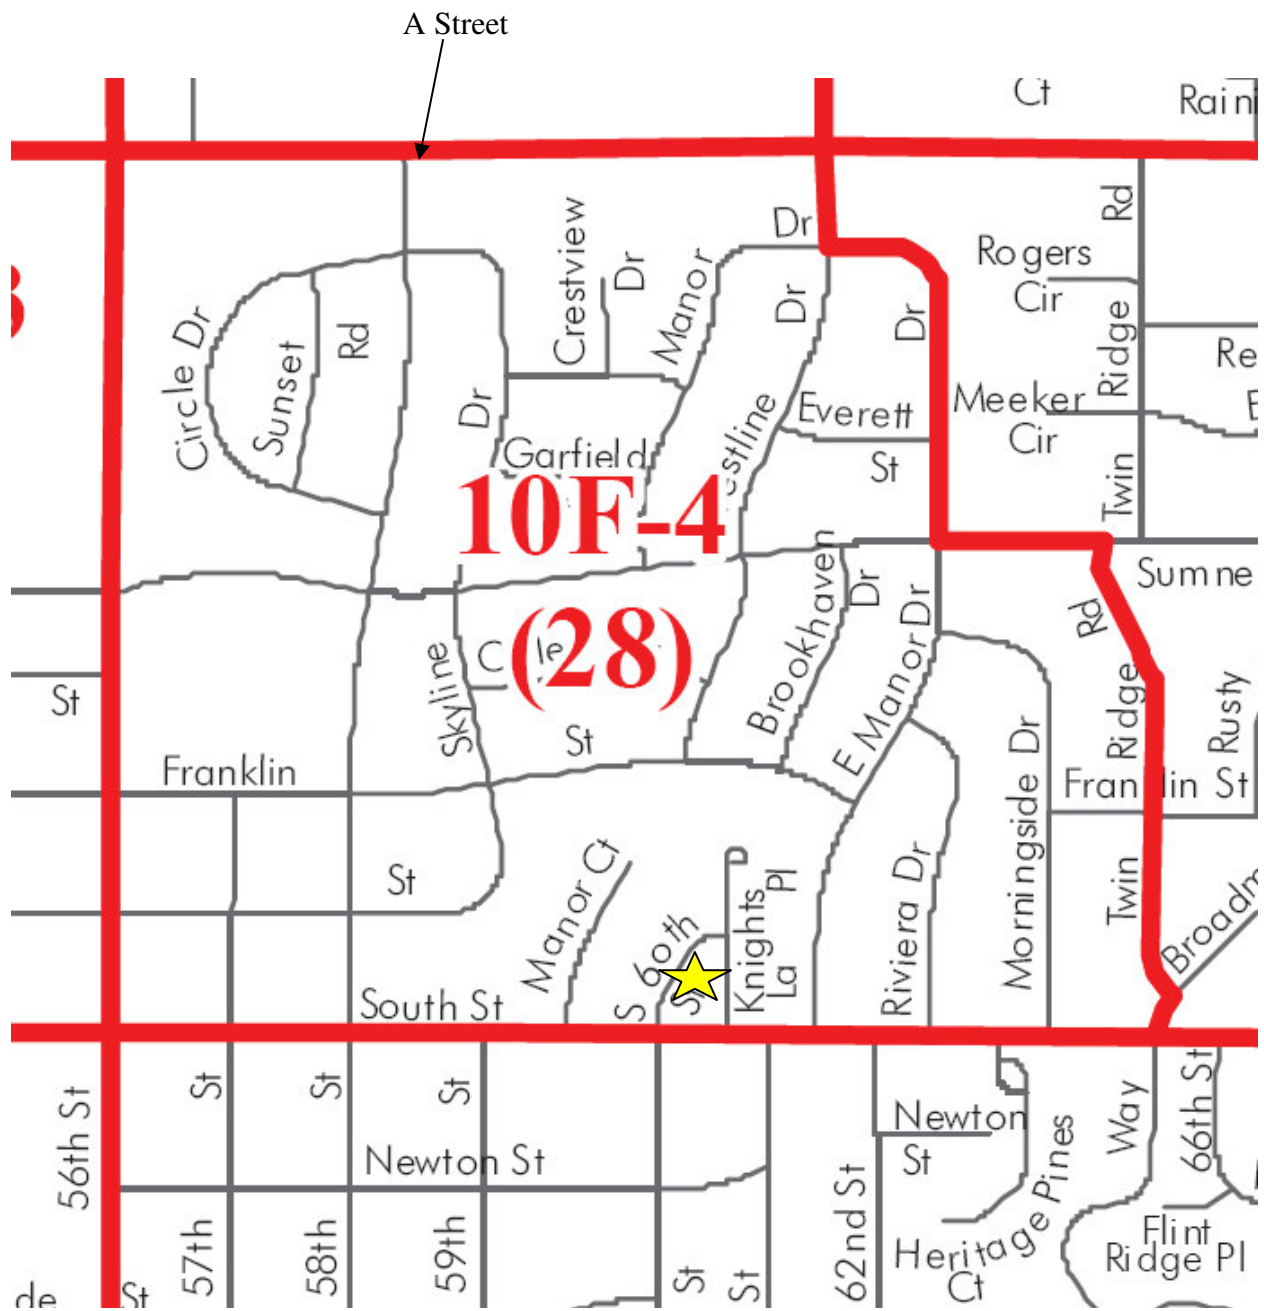 A Street
Ct
Raini
Rd
Dr
Crestview
Dr
Manor
Dr
Rogers
Cir
Dr
Circle Dr
Sunset
Rd
Ridge
Re
Dr
Everett
St
Meeker
Cir
Garfield
estline
Twin
10F-4
(28)
Sumne
Brookhaven
Dr
E Manor Dr
Rd
Ridge
Rusty
St
Skyline
C
le
St
Franklin
Franklin St
Morningside Dr
St
Manor Ct
Knights
Pl
La
Riviera Dr
Twin
Broadm
S 60th
South St
56th St
St
St
St
Newton St
Newton
St
Way
66th St
57th
58th
59th
St
St
62nd St
Heritage Pines
Ct
Flint
Ridge Pl
de
St